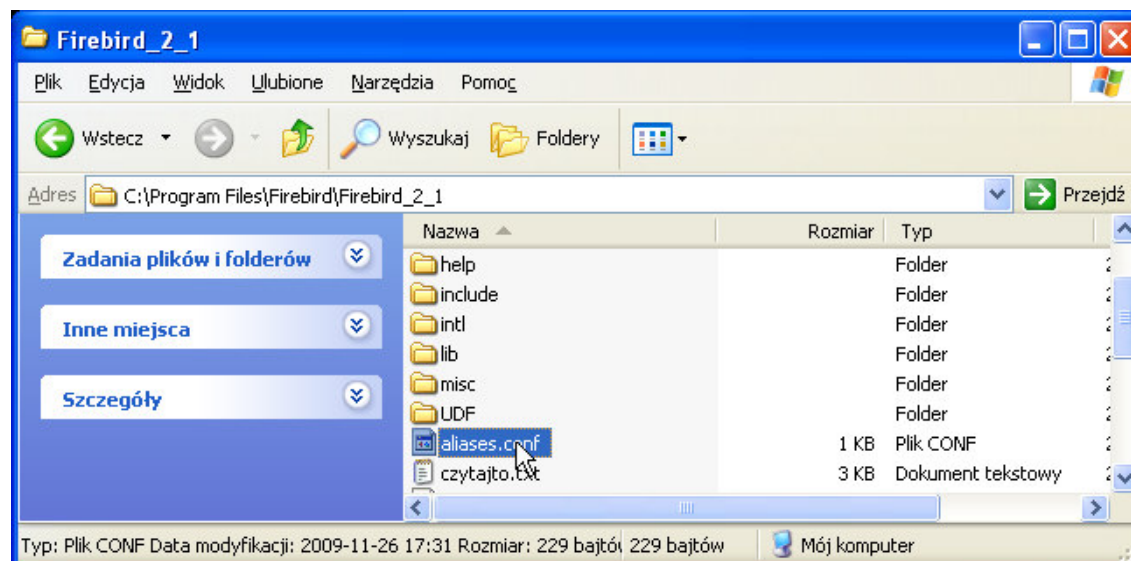 Firebird_2_1
Plik Edycja Widok Ulubione Narzędzia Pomoc
Wstecz Wyszukaj Foldery
Adres C:\Program Files\Firebird\Firebird_2_1 Przejdź
Nazwa Rozmiar Typ
Zadania plików i folderów
Inne miejsca
Szczegóły
help Folder
include Folder
intl Folder
lib Folder
misc Folder
UDF Folder
aliases.conf 1 KB Plik CONF
czytajto.txt 3 KB Dokument tekstowy
Typ: Plik CONF Data modyfikacji: 2009-11-26 17:31 Rozmiar: 229 bajtów 229 bajtów Mój komputer